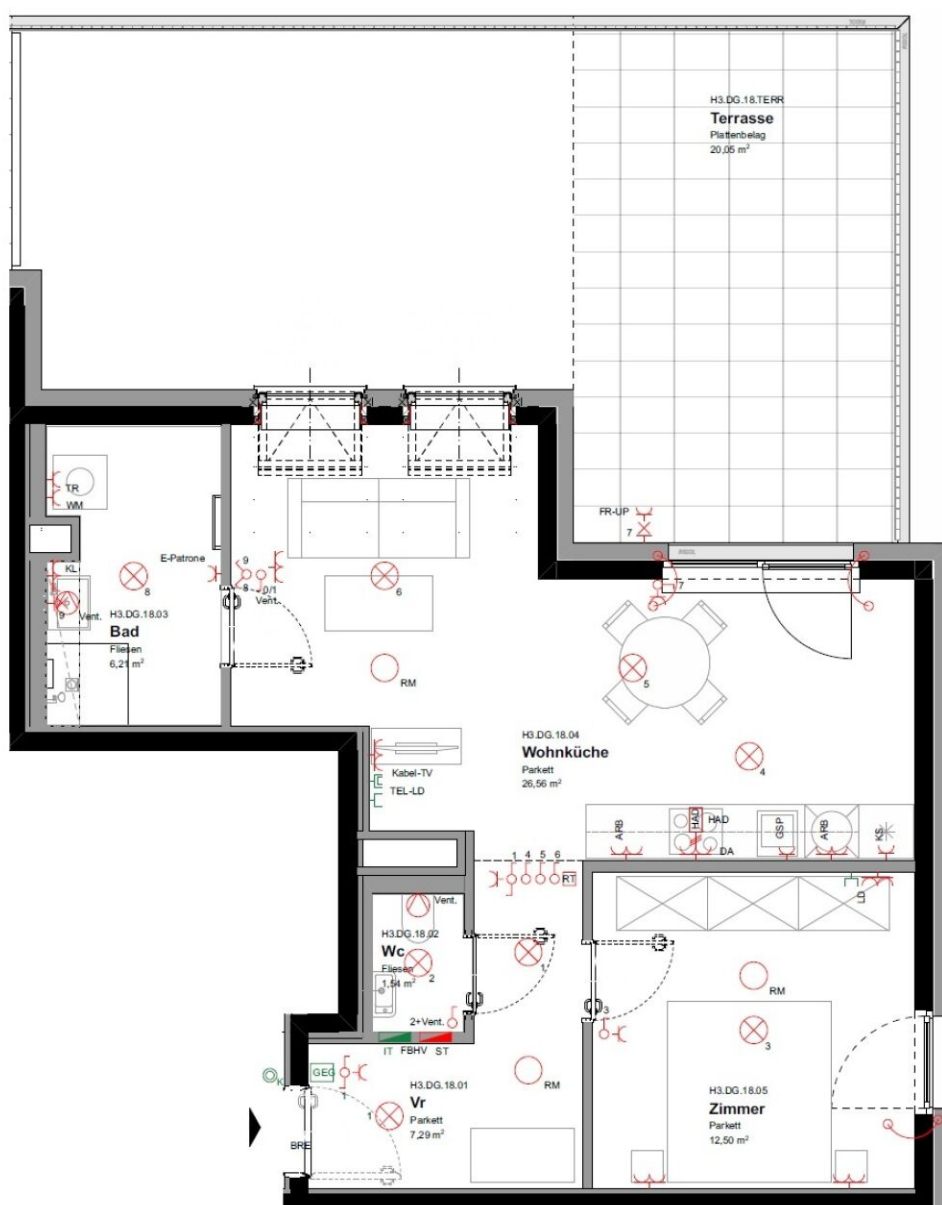 H3.DG.18.TERR
Terrasse
Plattenbelag
20,05 m²
FR-UP
7
TR
WM
E-Patrone
KL
8
9
Vent.
H3.DG.18.03
Bad
Fliesen
6,21 m²
9
8
0/1
Vent.
6
7
RM
5
H3.DG.18.04
Wohnküche
Parkett
26,56 m²
4
Kabel-TV
TEL-LD
ARB
HAD
HAD
DA
GSP
ARB
KS
1 4 5 6
RT
LD
Vent.
H3.DG.18.02
Wc
Fliesen
1,54 m²
2
1
RM
2+Vent.
3
3
IT FBHV ST
K
GEG
1
H3.DG.18.01
Vr
Parkett
7,29 m²
1
RM
BRE
H3.DG.18.05
Zimmer
Parkett
12,50 m²